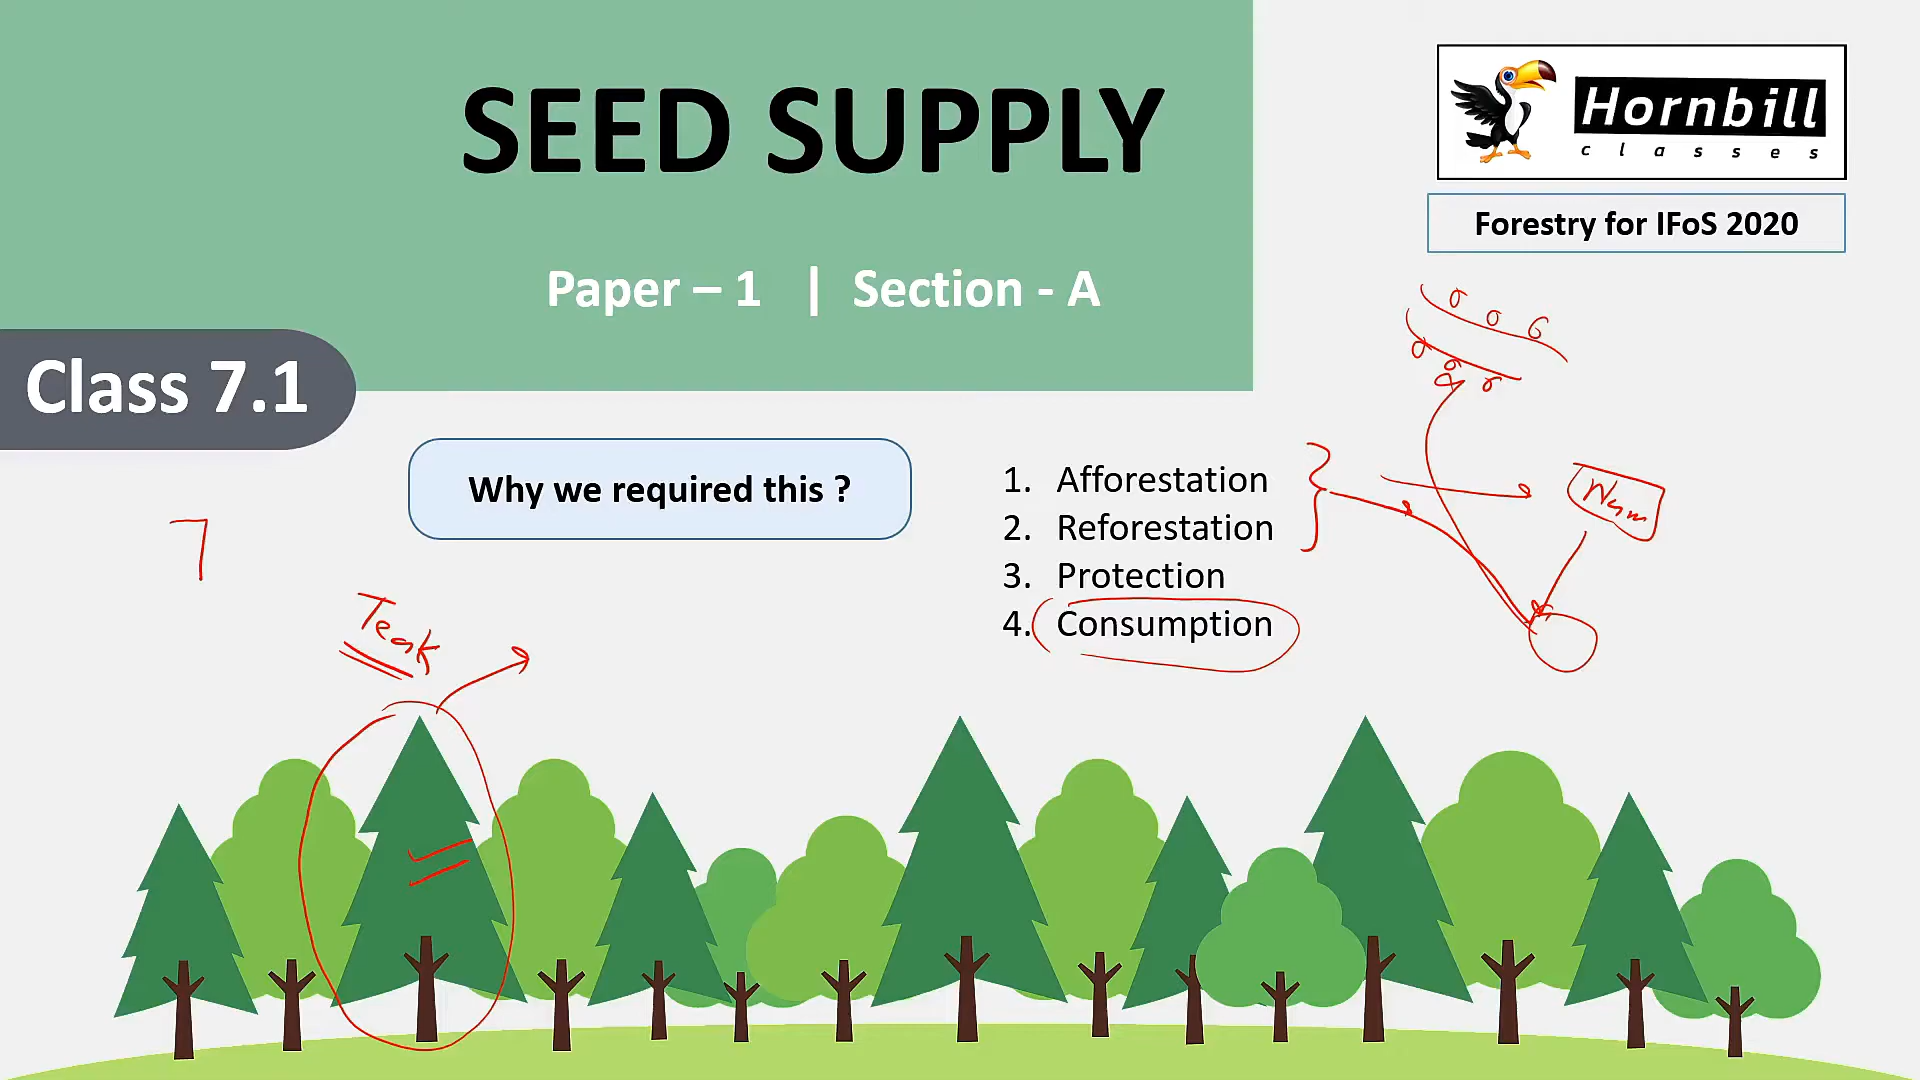 SEED SUPPLY
Hornbill
classes
Forestry for IFoS 2020
Paper – 1 | Section - A
Class 7.1
Why we required this ?
1. Afforestation
2. Reforestation
3. Protection
4. Consumption
Teak